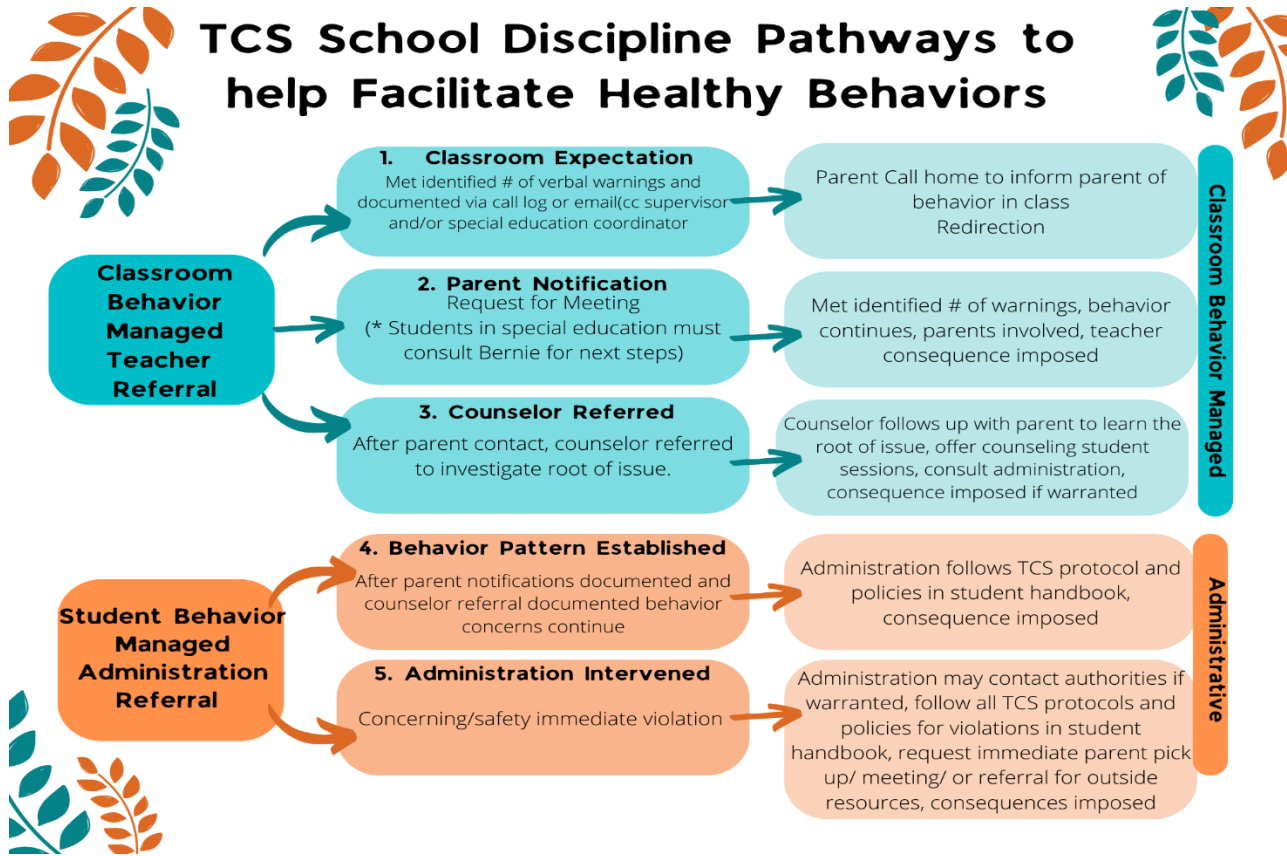 TCS School Discipline Pathways to
help Facilitate Healthy Behaviors
Classroom
Behavior
Managed
Teacher
Referral
1. Classroom Expectation
Met identified # of verbal warnings and
documented via call log or email(cc supervisor
and/or special education coordinator
Parent Call home to inform parent of
behavior in class
Redirection
2. Parent Notification
Request for Meeting
(* Students in special education must
consult Bernie for next steps)
Met identified # of warnings, behavior
continues, parents involved, teacher
consequence imposed
3. Counselor Referred
After parent contact, counselor referred
to investigate root of issue.
Counselor follows up with parent to learn the
root of issue, offer counseling student
sessions, consult administration,
consequence imposed if warranted
Classroom Behavior Managed
Student Behavior
Managed
Administration
Referral
4. Behavior Pattern Established
After parent notifications documented and
counselor referral documented behavior
concerns continue
Administration follows TCS protocol and
policies in student handbook,
consequence imposed
5. Administration Intervened
Concerning/safety immediate violation
Administration may contact authorities if
warranted, follow all TCS protocols and
policies for violations in student
handbook, request immediate parent pick
up/ meeting/ or referral for outside
resources, consequences imposed
Administrative